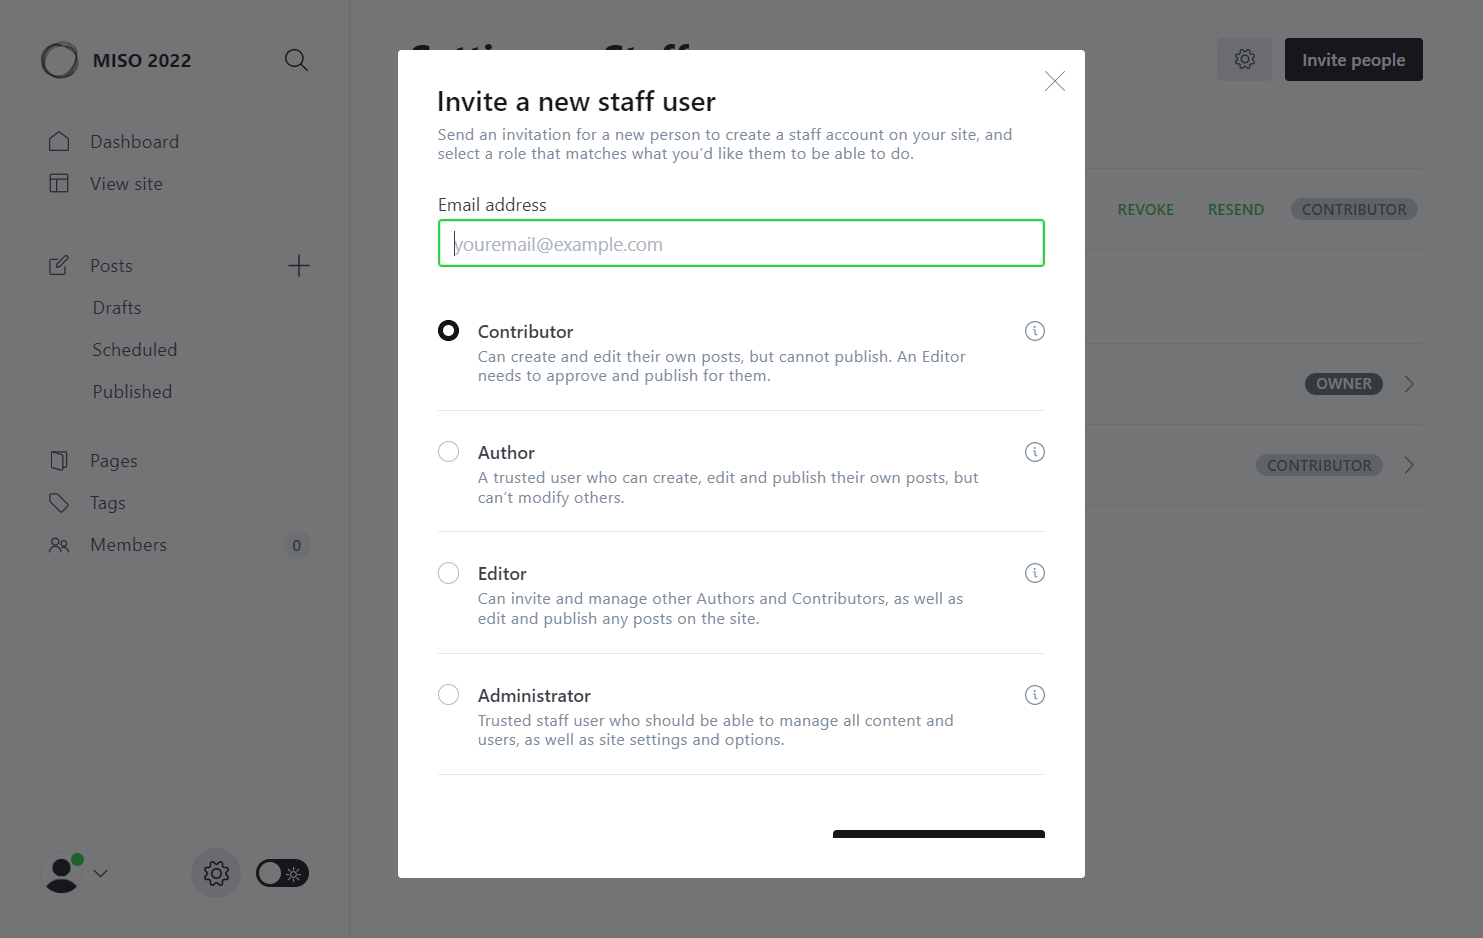 MISO 2022
Dashboard
View site
Posts
Drafts
Scheduled
Published
Pages
Tags
Members
0
Invite people
REVOKE
RESEND
CONTRIBUTOR
OWNER
CONTRIBUTOR
Invite a new staff user
Send an invitation for a new person to create a staff account on your site, and
select a role that matches what you’d like them to be able to do.
Email address
youremail@example.com
Contributor
Can create and edit their own posts, but cannot publish. An Editor
needs to approve and publish for them.
Author
A trusted user who can create, edit and publish their own posts, but
can’t modify others.
Editor
Can invite and manage other Authors and Contributors, as well as
edit and publish any posts on the site.
Administrator
Trusted staff user who should be able to manage all content and
users, as well as site settings and options.